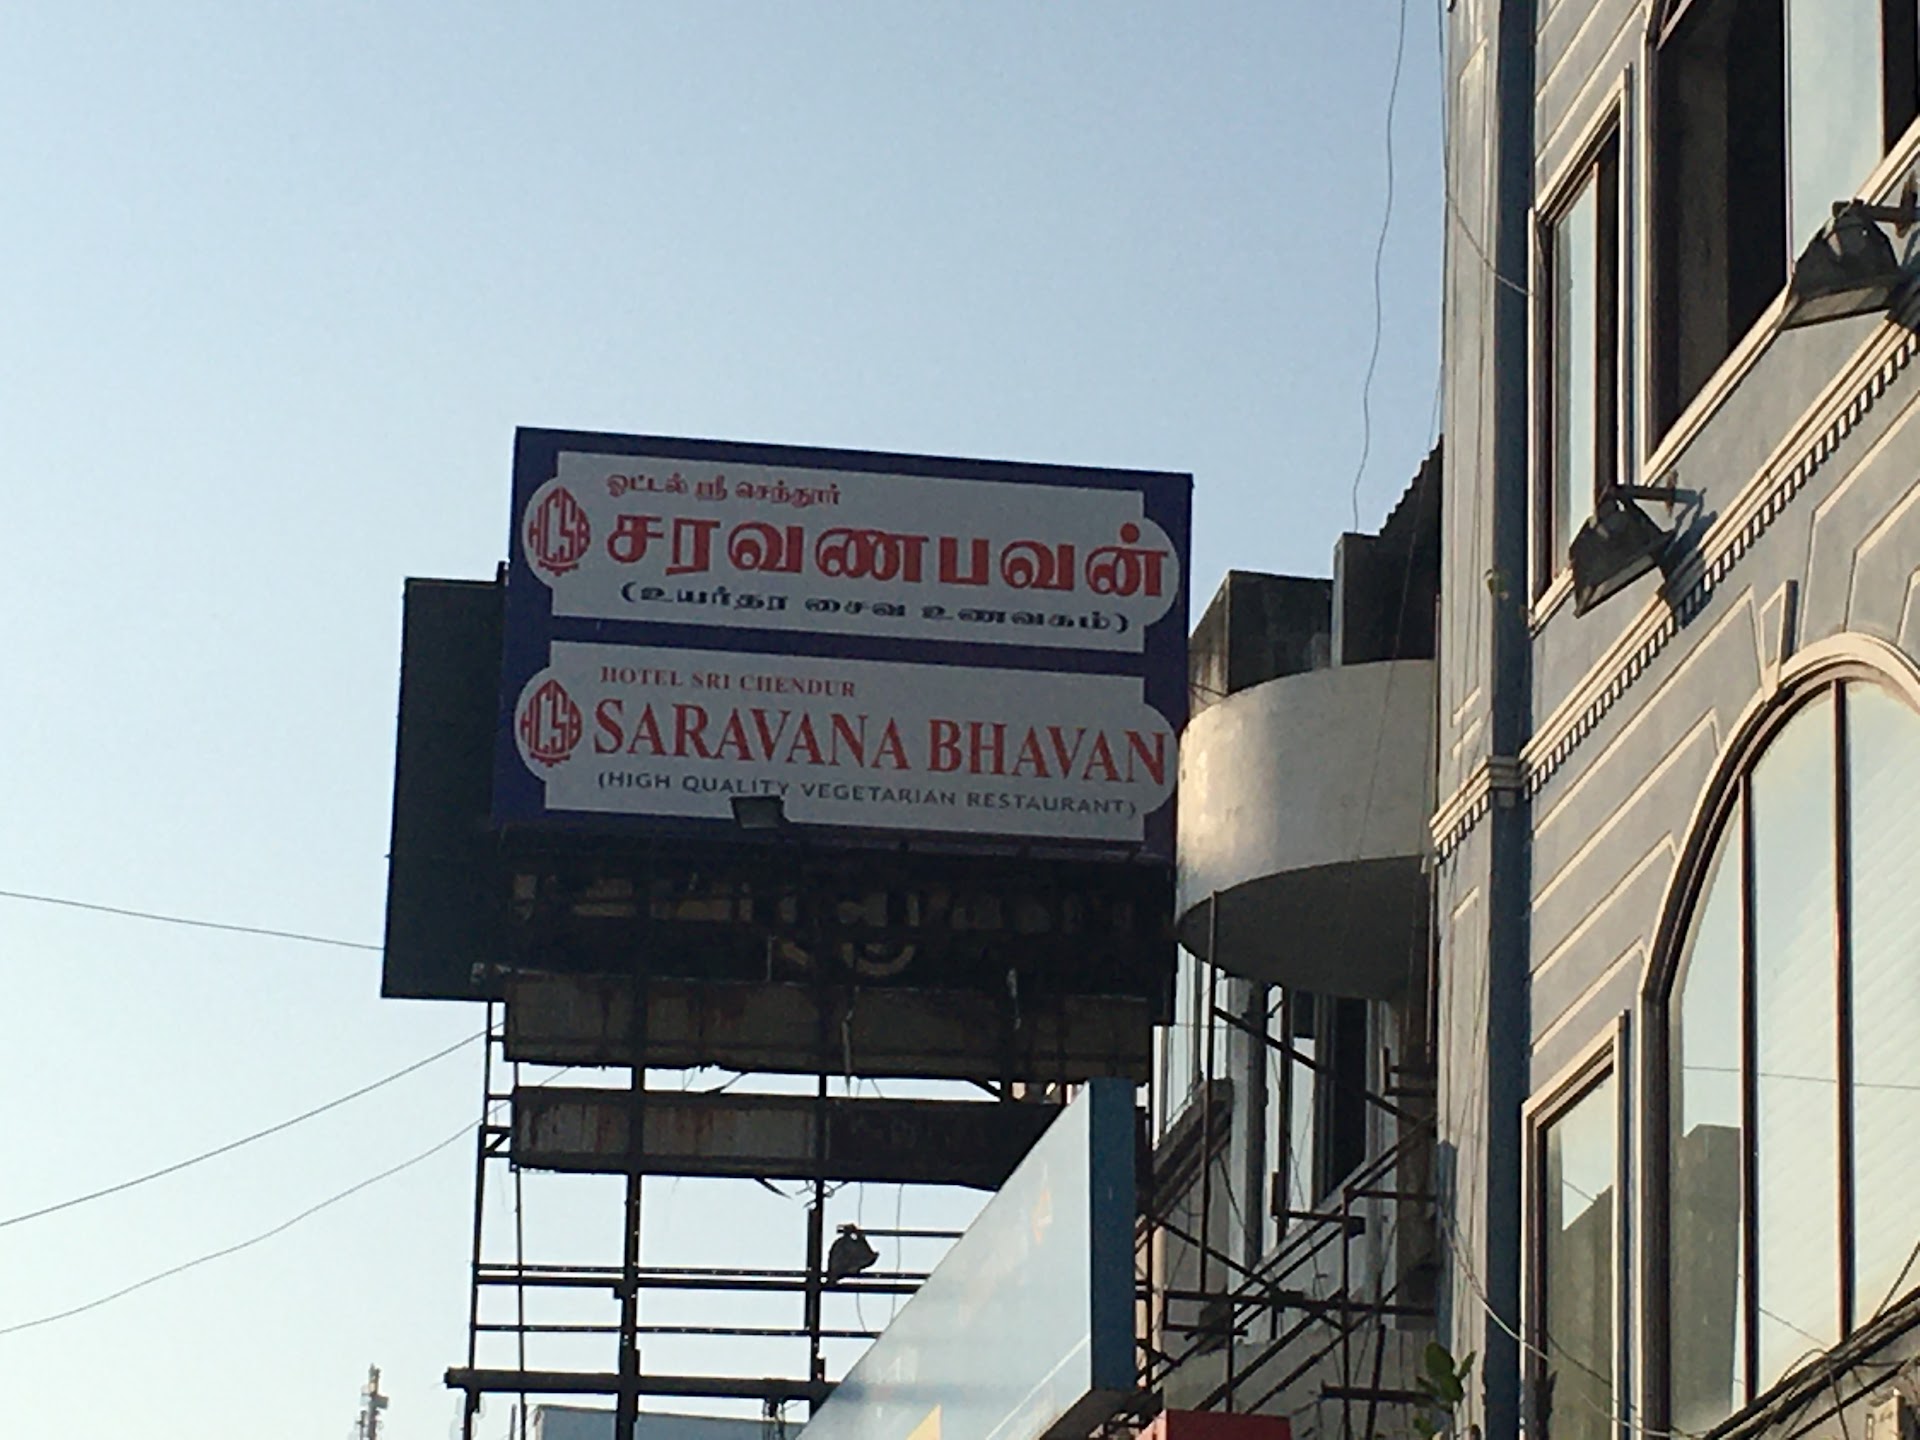 ஓட்டல் ஸ்ரீ செந்தூர்
HCSB
சரவணபவன்
(உயர்தர சைவ உணவகம்)
HOTEL SRI CHENDUR
HCSB
SARAVANA BHAVAN
(HIGH QUALITY VEGETARIAN RESTAURANT)